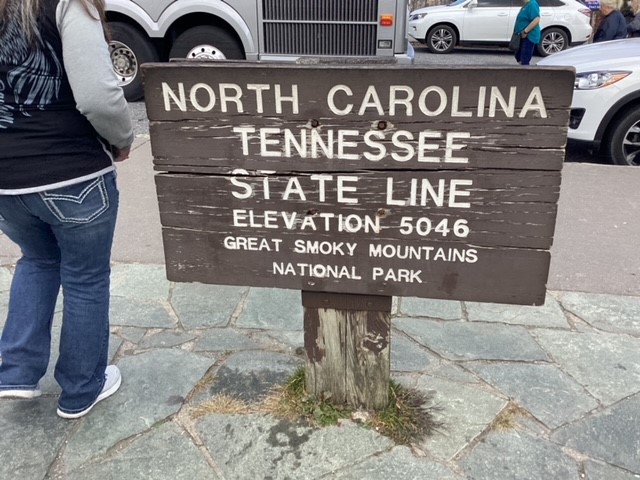 NORTH CAROLINA
TENNESSEE
STATE LINE
ELEVATION 5046
GREAT SMOKY MOUNTAINS
NATIONAL PARK